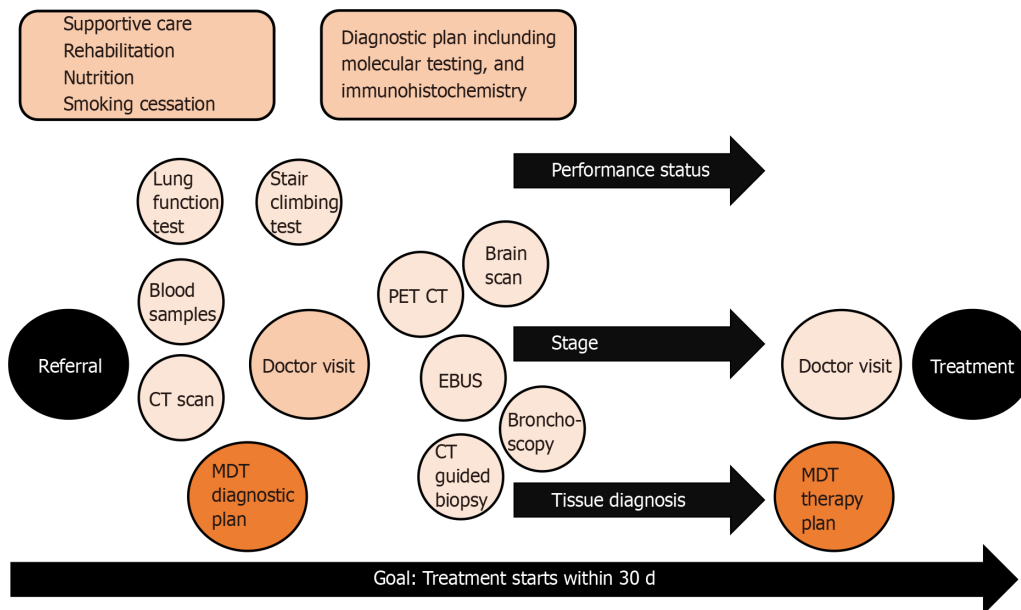 Supportive care
Rehabilitation
Nutrition
Smoking cessation
Diagnostic plan inclunding
molecular testing, and
immunohistochemistry
Performance status
Lung
function
test
Stair
climbing
test
Brain
scan
PET CT
Blood
samples
Referral
CT scan
Doctor visit
EBUS
Stage
Doctor visit
Treatment
Broncho-
scopy
CT
guided
biopsy
MDT
diagnostic
plan
Tissue diagnosis
MDT
therapy
plan
Goal: Treatment starts within 30 d